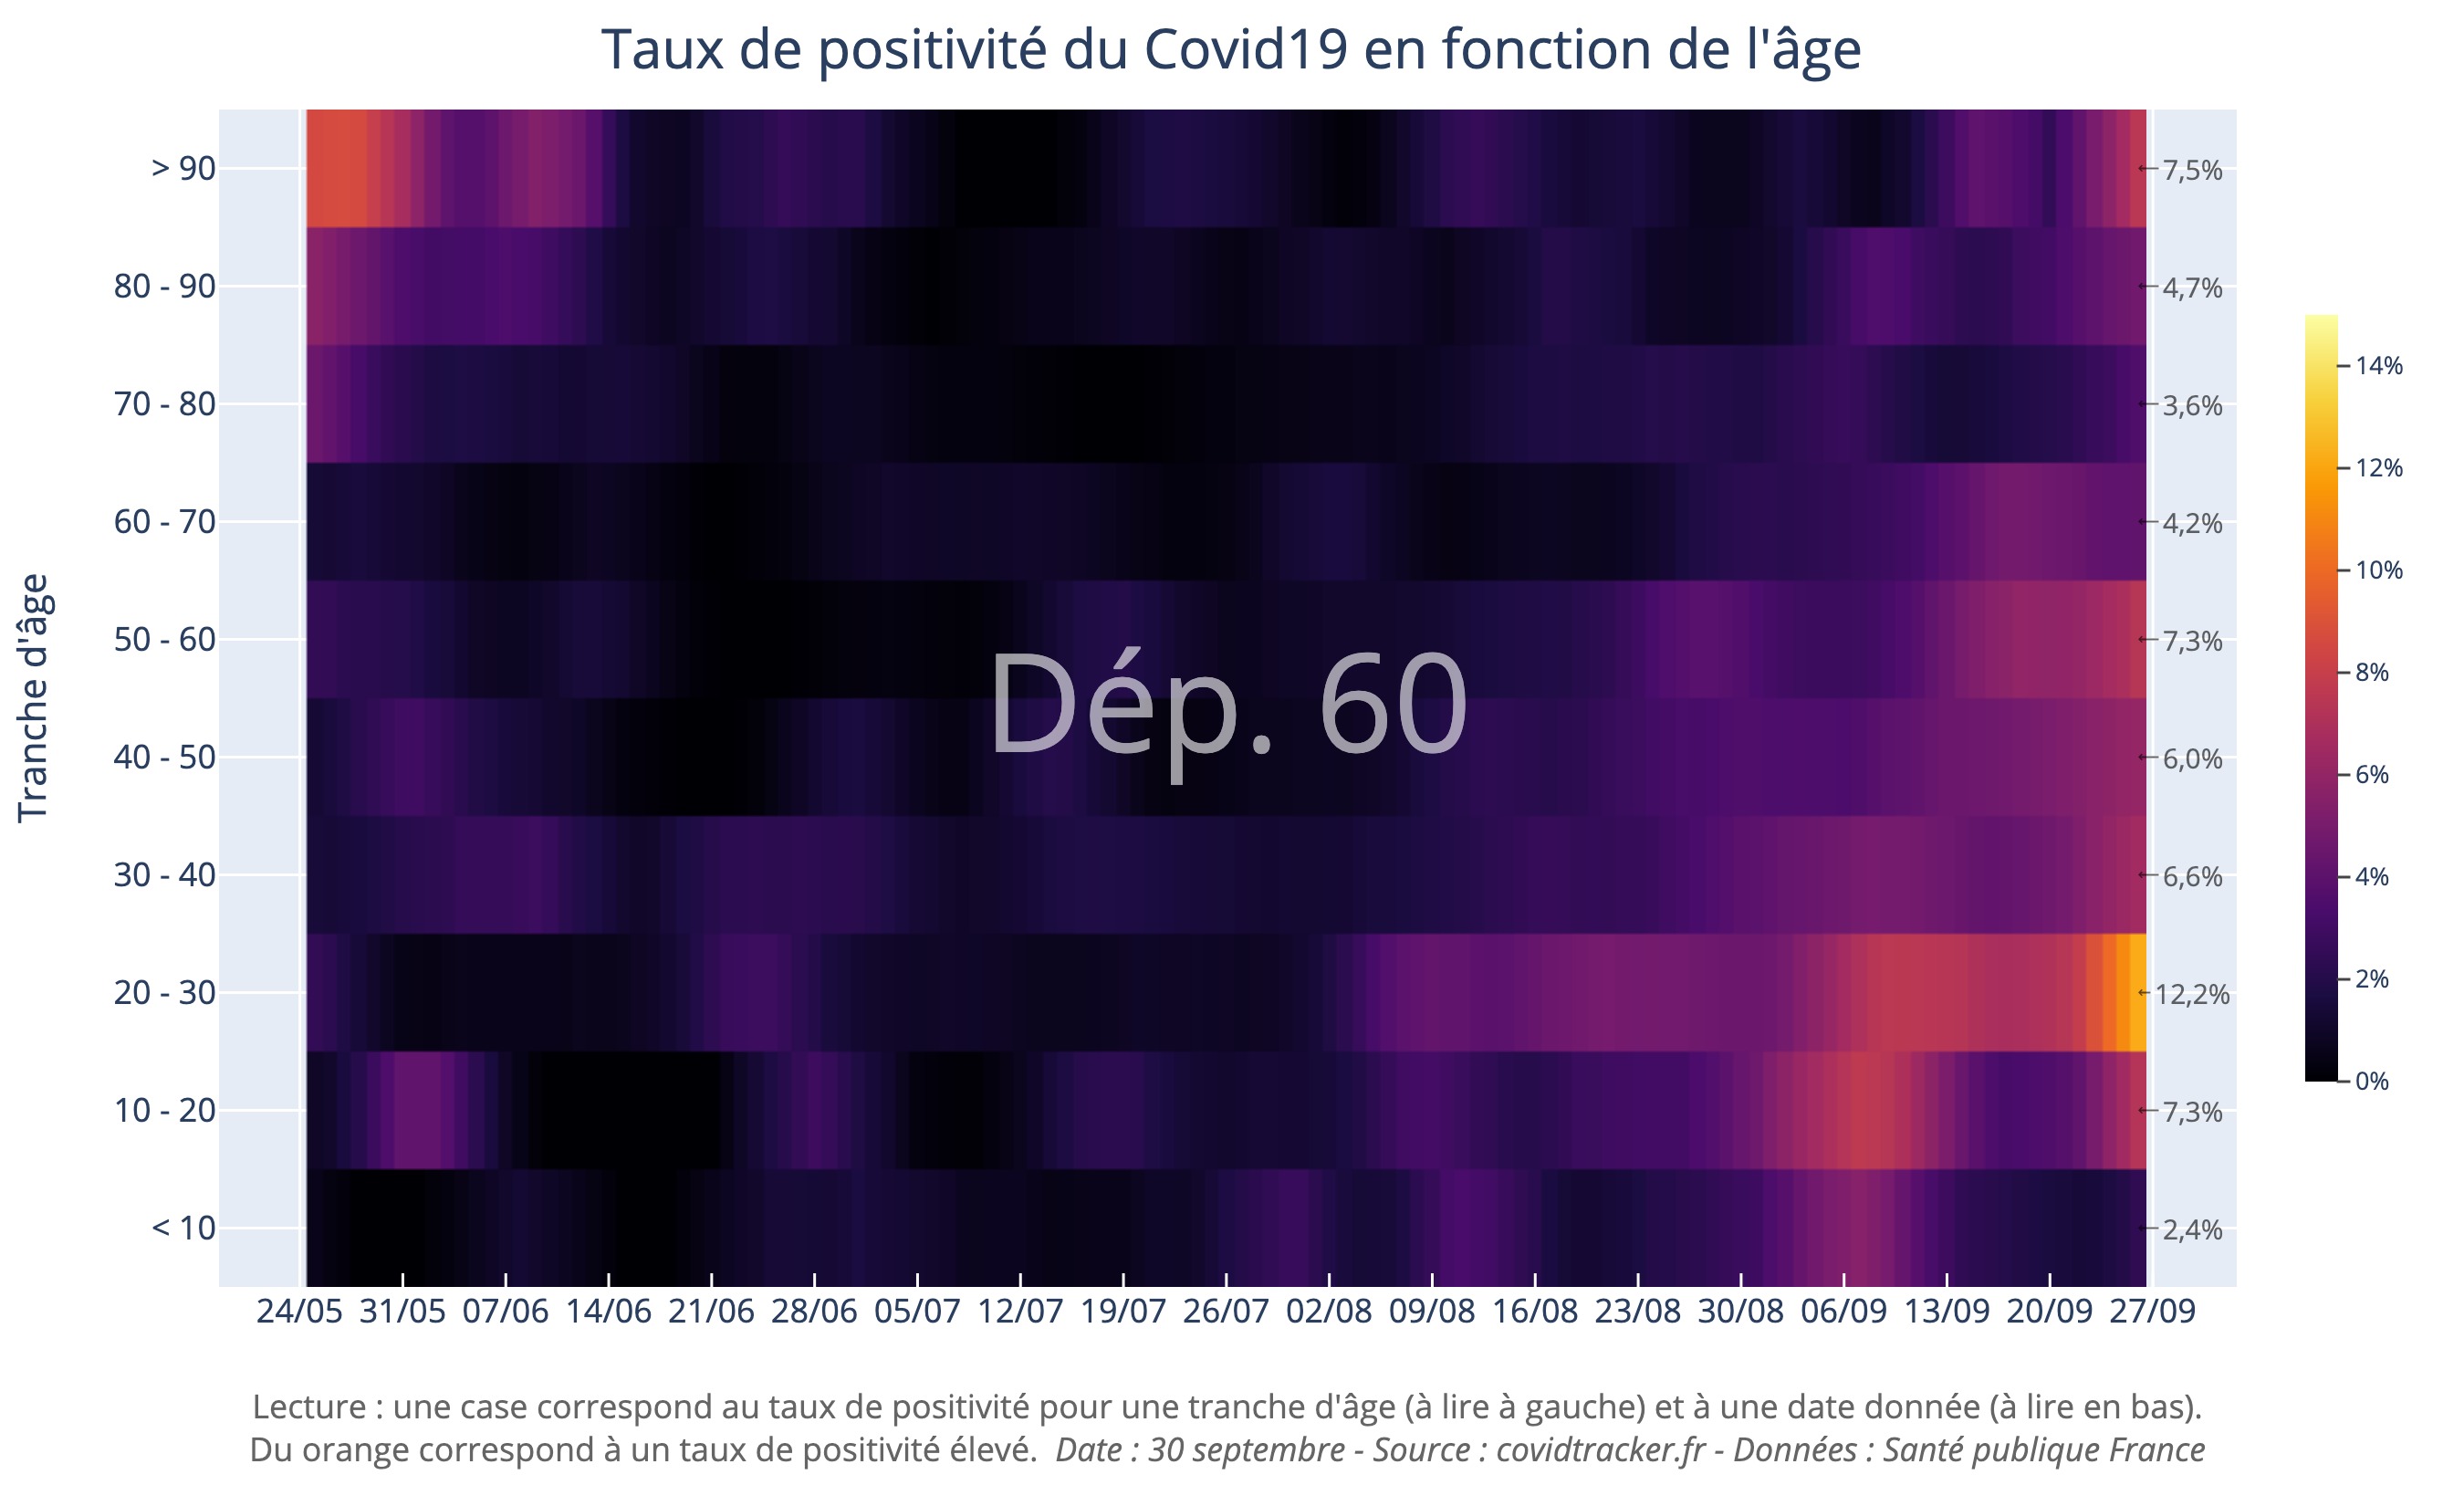 Taux de positivité du Covid19 en fonction de l'âge
Tranche d'âge
> 90
80 - 90
70 - 80
60 - 70
50 - 60
40 - 50
30 - 40
20 - 30
10 - 20
< 10
Dép. 60
7,5%
4,7%
3,6%
4,2%
7,3%
6,0%
6,6%
12,2%
7,3%
2,4%
14%
12%
10%
8%
6%
4%
2%
0%
24/05 31/05 07/06 14/06 21/06 28/06 05/07 12/07 19/07 26/07 02/08 09/08 16/08 23/08 30/08 06/09 13/09 20/09 27/09
Lecture : une case correspond au taux de positivité pour une tranche d'âge (à lire à gauche) et à une date donnée (à lire en bas).
Du orange correspond à un taux de positivité élevé. Date : 30 septembre - Source : covidtracker.fr - Données : Santé publique France